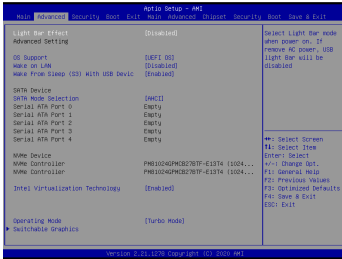 Aptio Setup - AMI
Main Advanced Security Boot Exit Main Advanced Chipset Security Boot Save & Exit
Light Bar Effect [Disabled]
Advanced Setting
OS Support [UEFI OS]
Wake on LAN [Disabled]
Wake From Sleep (S3) With USB Devic [Enabled]
SATA Device
SATA Mode Selection [AHCI]
Serial ATA Port 0 Empty
Serial ATA Port 1 Empty
Serial ATA Port 2 Empty
Serial ATA Port 3 Empty
Serial ATA Port 4 Empty
NVMe Device
NVMe Controller PM81024GPMCB27BTF-E13T4 (1024...
NVMe Controller PM81024GPMCB27BTF-E13T4 (1024...
Intel Virtualization Technology [Enabled]
Operating Mode [Turbo Mode]
Switchable Graphics
Select Light Bar mode
when power on. If
remove AC power, USB
light Bar will be
disabled
→←: Select Screen
↑↓: Select Item
Enter: Select
+/-: Change Opt.
F1: General Help
F2: Previous Values
F3: Optimized Defaults
F4: Save & Exit
ESC: Exit
Version 2.21.1278 Copyright (C) 2020 AMI